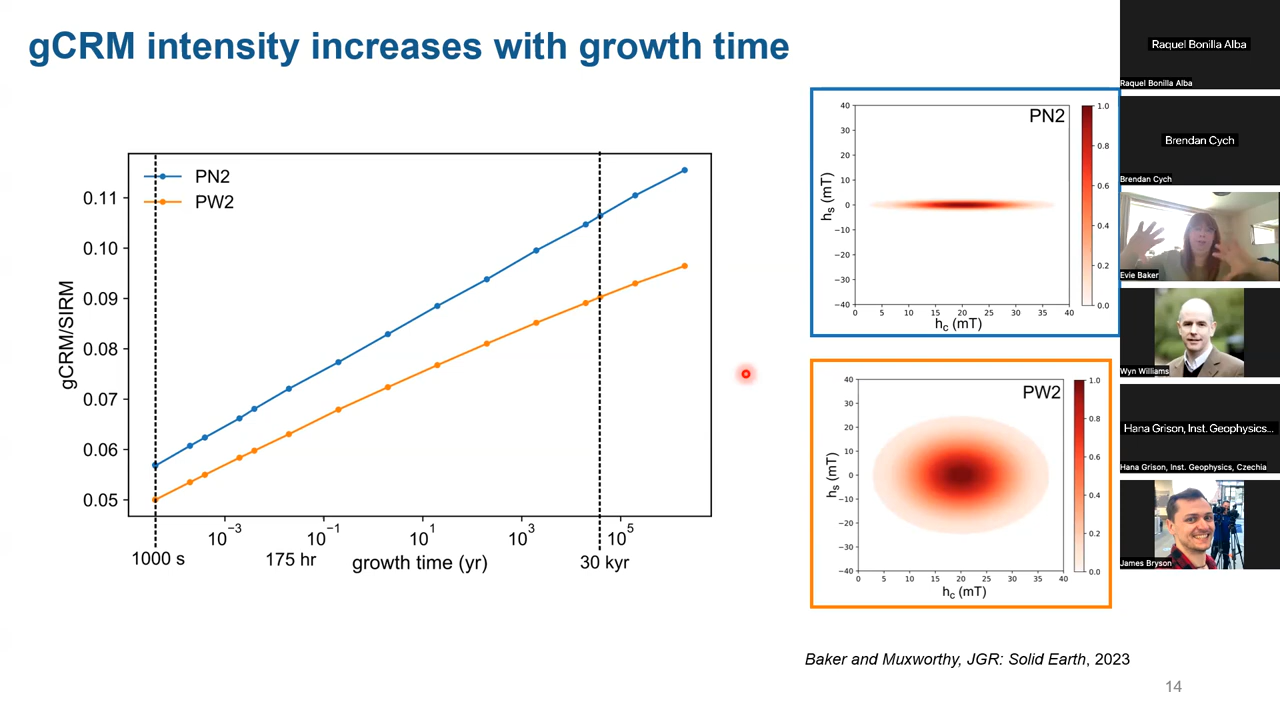 gCRM intensity increases with growth time
PN2
PW2
gCRM/SIRM
0.11
0.10
0.09
0.08
0.07
0.06
0.05
10⁻³
10⁻¹
10¹
10³
10⁵
1000 s
175 hr
growth time (yr)
30 kyr
PN2
hₛ (mT)
40
30
20
10
0
−10
−20
−30
−40
0 5 10 15 20 25 30 35 40
h꜀ (mT)
1.0
0.8
0.6
0.4
0.2
0.0
PW2
hₛ (mT)
40
30
20
10
0
−10
−20
−30
−40
0 5 10 15 20 25 30 35 40
h꜀ (mT)
1.0
0.8
0.6
0.4
0.2
0.0
Baker and Muxworthy, JGR: Solid Earth, 2023
14
Raquel Bonilla Alba
Raquel Bonilla Alba
Brendan Cych
Brendan Cych
Evie Baker
Wyn Williams
Hana Grison, Inst. Geophysics...
Hana Grison, Inst. Geophysics, Czechia
James Bryson